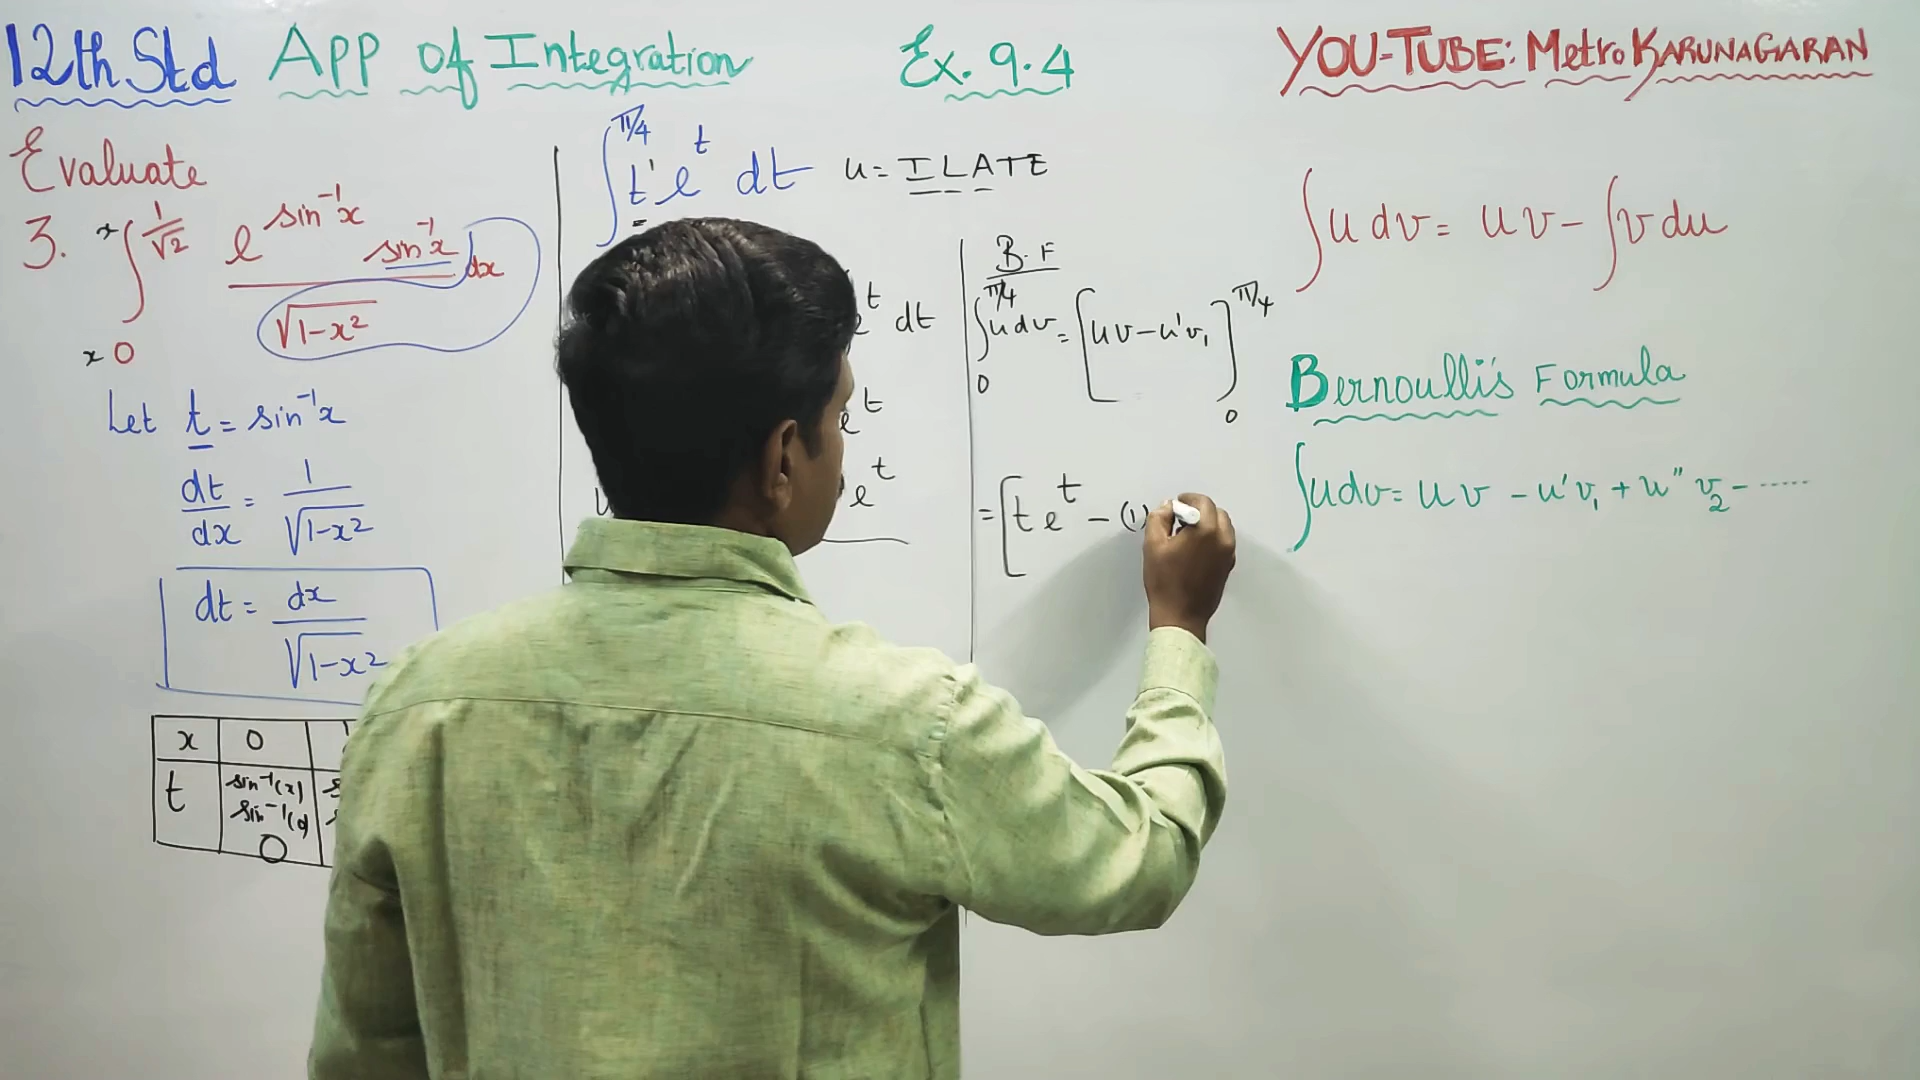 12th Std App of Integration Ex. 9.4 YOU-TUBE: Metro KARUNAGARAN
Evaluate
3. ∫ 1/√2 e^sin⁻¹x sin⁻¹x dx
√1-x²
x 0
Let t = sin⁻¹x
dt/dx = 1/√1-x²
dt = dx/√1-x²
x 0
t sin⁻¹(x)
sin⁻¹(0)
0
∫ π/4 t¹ e^t dt u = ILATE
e^t dt
e^t
e^t
B.F
∫ π/4 0 u dv = [uv - u'v₁] π/4 0
= [t e^t - (1)
∫u dv = uv - ∫v du
Bernoulli's Formula
∫u dv = uv - u'v₁ + u''v₂ - .....